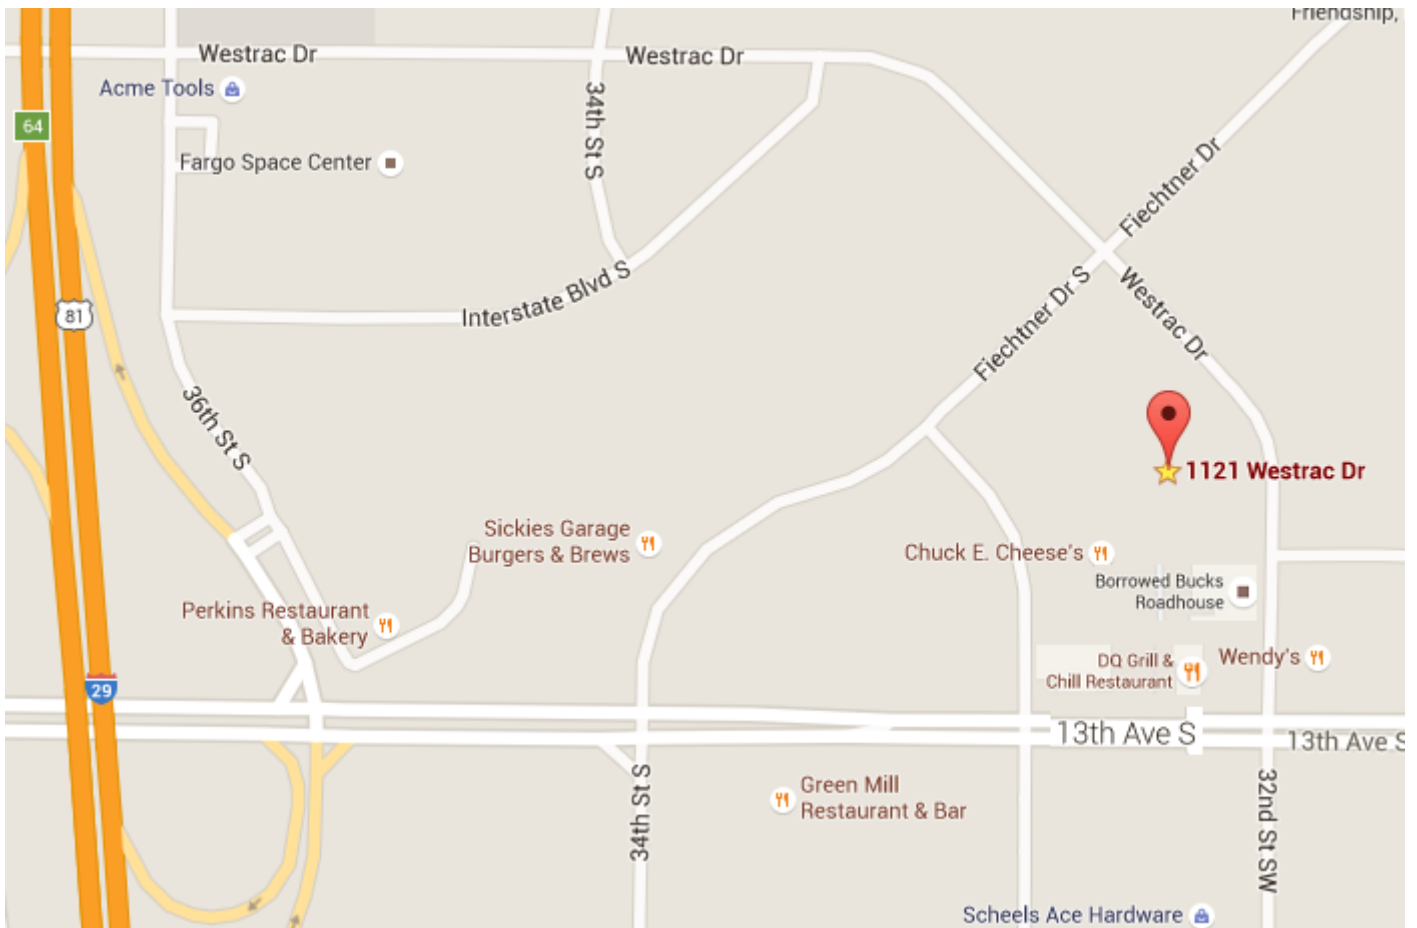 Friendship,
Westrac Dr
Westrac Dr
Acme Tools
64
34th St S
Fargo Space Center
Fiechtner Dr
Interstate Blvd S
Fiechtner Dr S
Westrac Dr
81
36th St S
1121 Westrac Dr
Sickies Garage
Burgers & Brews
Chuck E. Cheese's
Borrowed Bucks
Roadhouse
Perkins Restaurant
& Bakery
DQ Grill &
Chill Restaurant
Wendy's
29
13th Ave S
13th Ave S
34th St S
Green Mill
Restaurant & Bar
32nd St SW
Scheels Ace Hardware